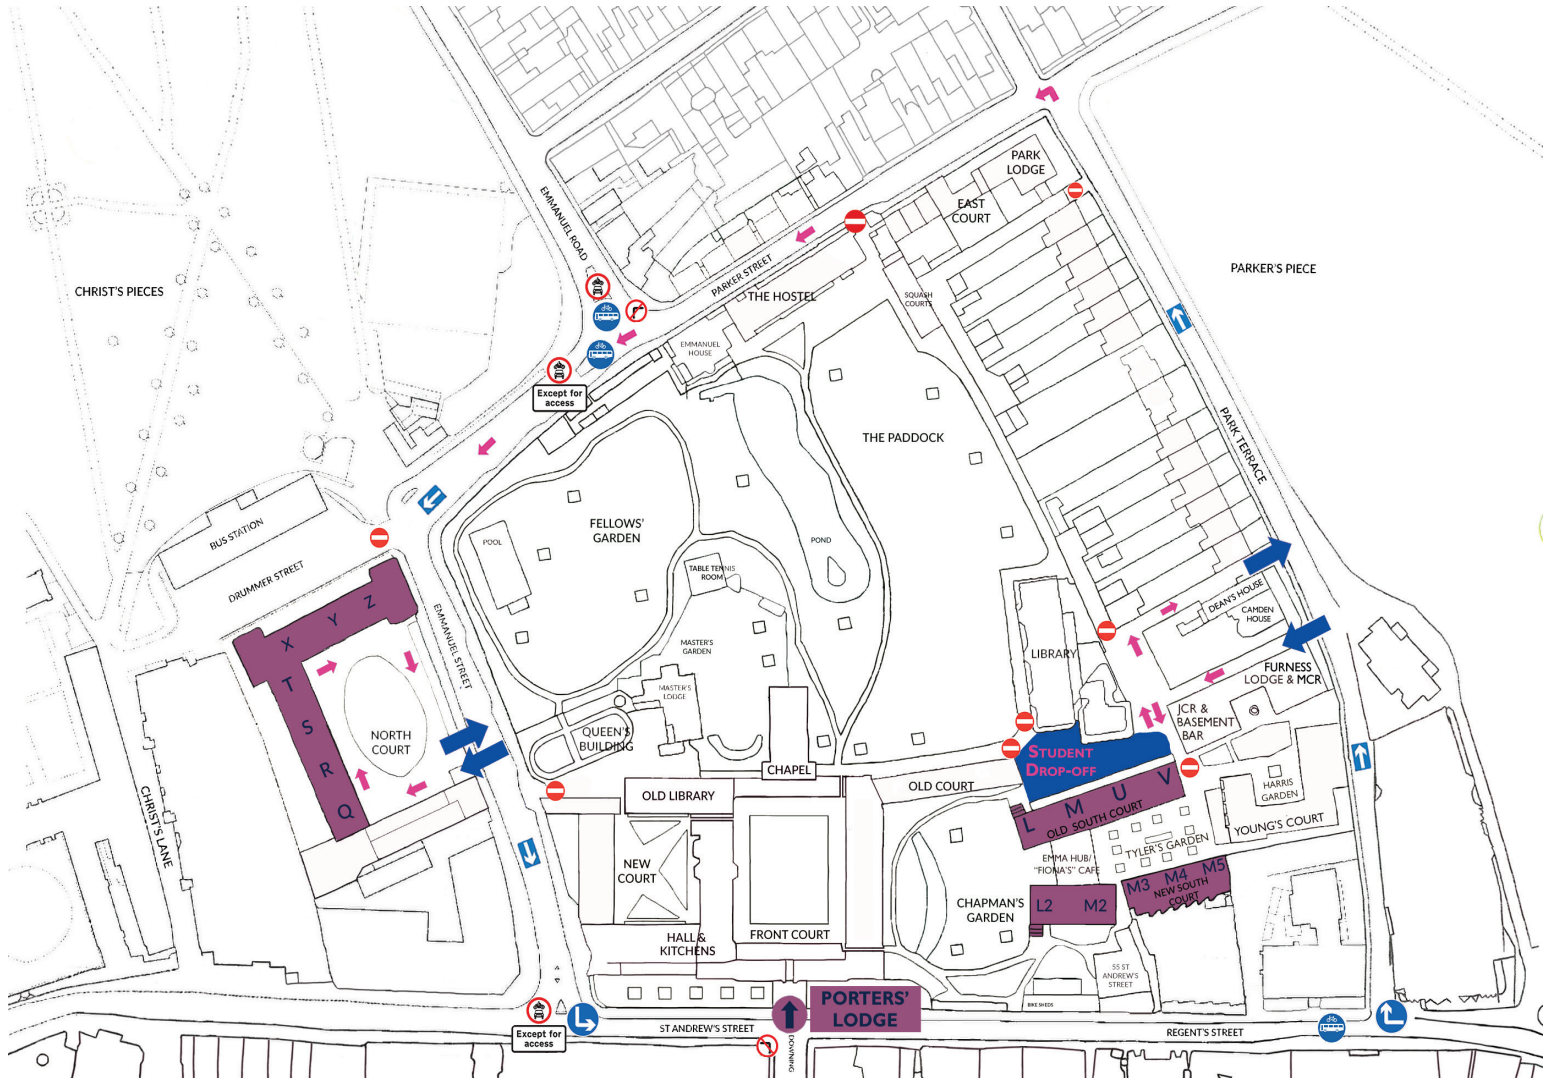 PARK
LODGE
EAST
COURT
EMMANUEL ROAD
PARKER STREET
CHRIST'S PIECES
PARKER'S PIECE
THE HOSTEL
SQUASH
COURTS
EMMANUEL
HOUSE
Except for
access
THE PADDOCK
PARK TERRACE
BUS STATION
DRUMMER STREET
POOL
FELLOWS'
GARDEN
POND
TABLE TENNIS
ROOM
EMMANUEL STREET
DEAN'S HOUSE
CAMDEN
HOUSE
Z
Y
X
T
S
R
Q
MASTER'S
GARDEN
LIBRARY
FURNESS
LODGE & MCR
MASTER'S
LODGE
NORTH
COURT
QUEEN'S
BUILDING
JCR &
BASEMENT
BAR
STUDENT
DROP-OFF
CHAPEL
OLD COURT
OLD LIBRARY
L M U V
OLD SOUTH COURT
HARRIS
GARDEN
YOUNG'S COURT
TYLER'S GARDEN
CHRIST'S LANE
NEW
COURT
EMMA HUB/
"FIONA'S" CAFE
M3 M4 M5
NEW SOUTH
COURT
CHAPMAN'S
GARDEN
L2 M2
HALL &
KITCHENS
FRONT COURT
55 ST
ANDREW'S
STREET
BIKE SHEDS
PORTERS'
LODGE
Except for
access
ST ANDREW'S STREET
REGENT'S STREET
DOWNING